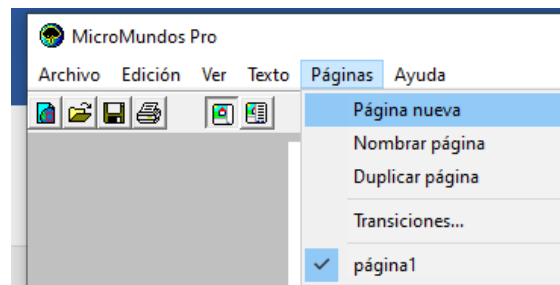 MicroMundos Pro
Archivo Edición Ver Texto Páginas Ayuda
Página nueva
Nombrar página
Duplicar página
Transiciones...
página1